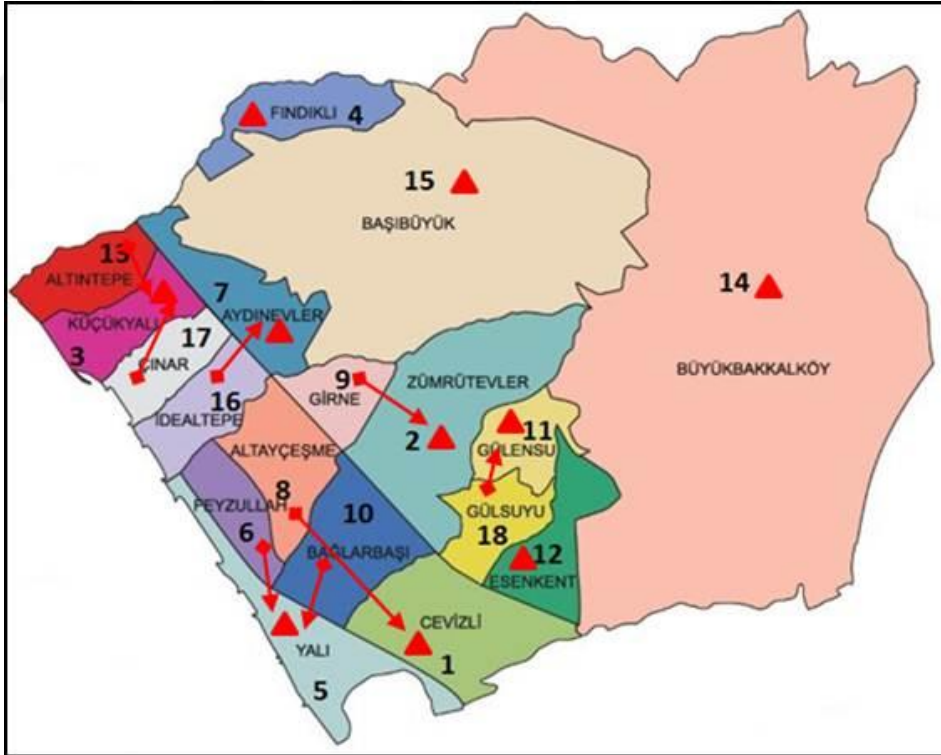 FINDIKLI 4
15
BAŞIBÜYÜK
13
ALTINTEPE
7
14
AYDINEVLER
KÜÇÜKYALI
17
3
ÇINAR
BÜYÜKBAKKALKÖY
9
GİRNE
ZÜMRÜTEVLER
16
İDEALTEPE
2
11
GÜLENSU
ALTAYÇEŞME
8
FEYZULLAH
10
GÜLSUYU
18
6
BAĞLARBAŞI
12
ESENKENT
CEVİZLİ
YALI
1
5